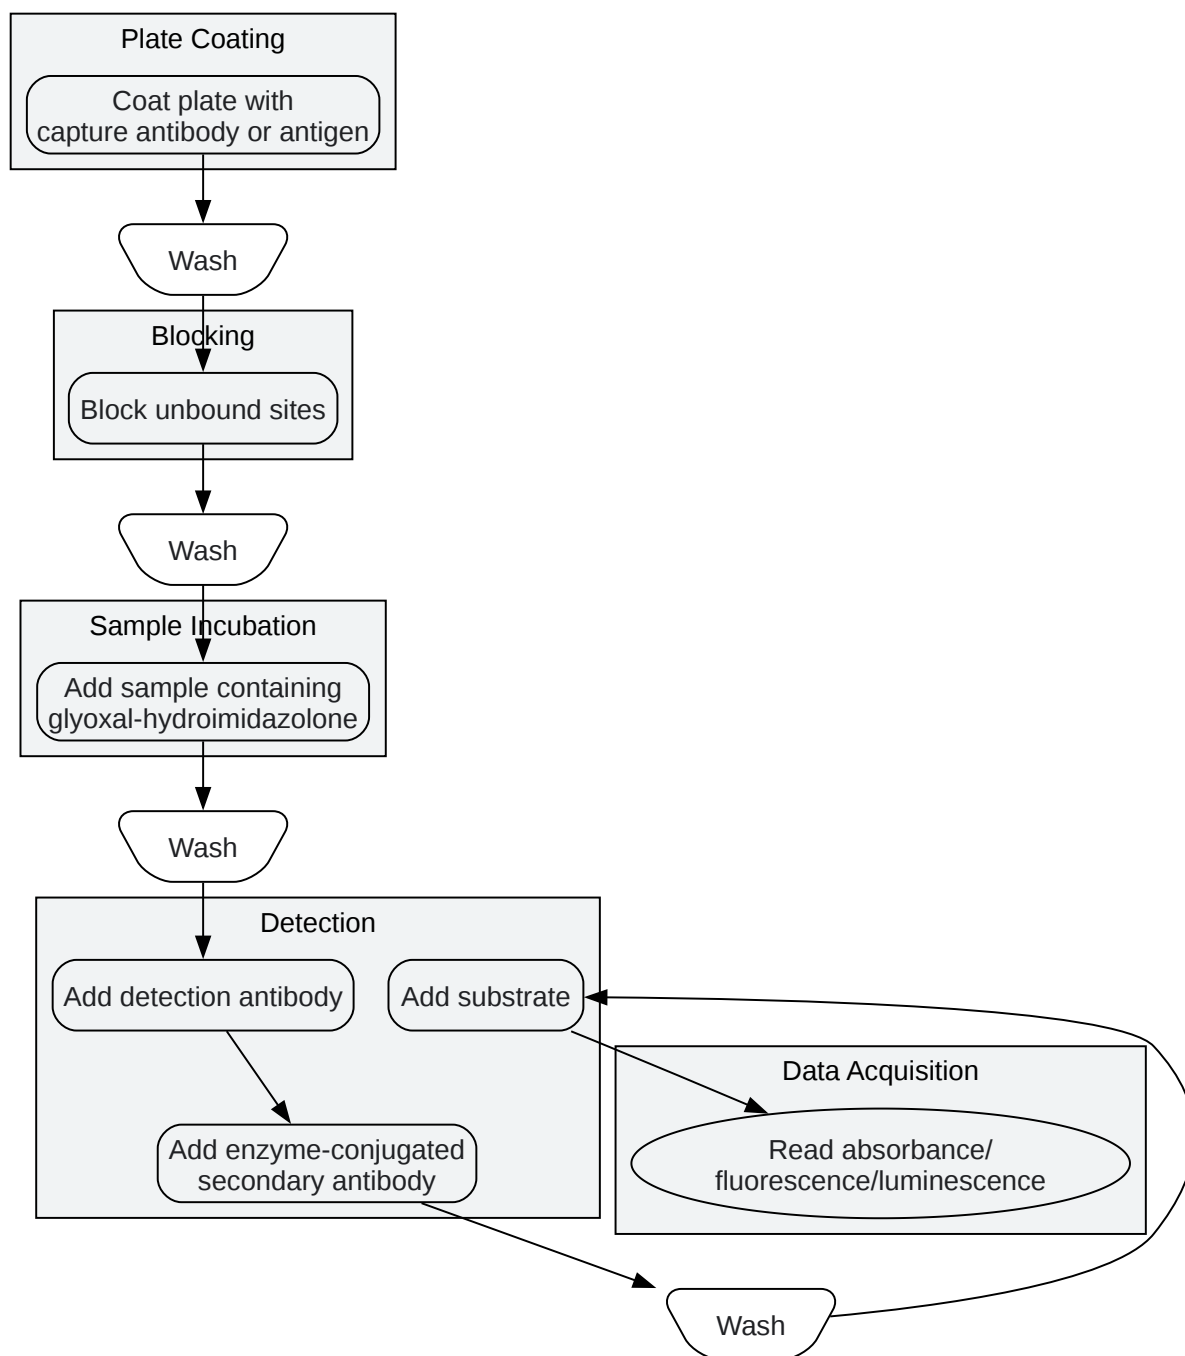 Plate Coating
Coat plate with
capture antibody or antigen
Wash
Blocking
Block unbound sites
Wash
Sample Incubation
Add sample containing
glyoxal-hydroimidazolone
Wash
Detection
Add detection antibody
Add substrate
Add enzyme-conjugated
secondary antibody
Data Acquisition
Read absorbance/
fluorescence/luminescence
Wash